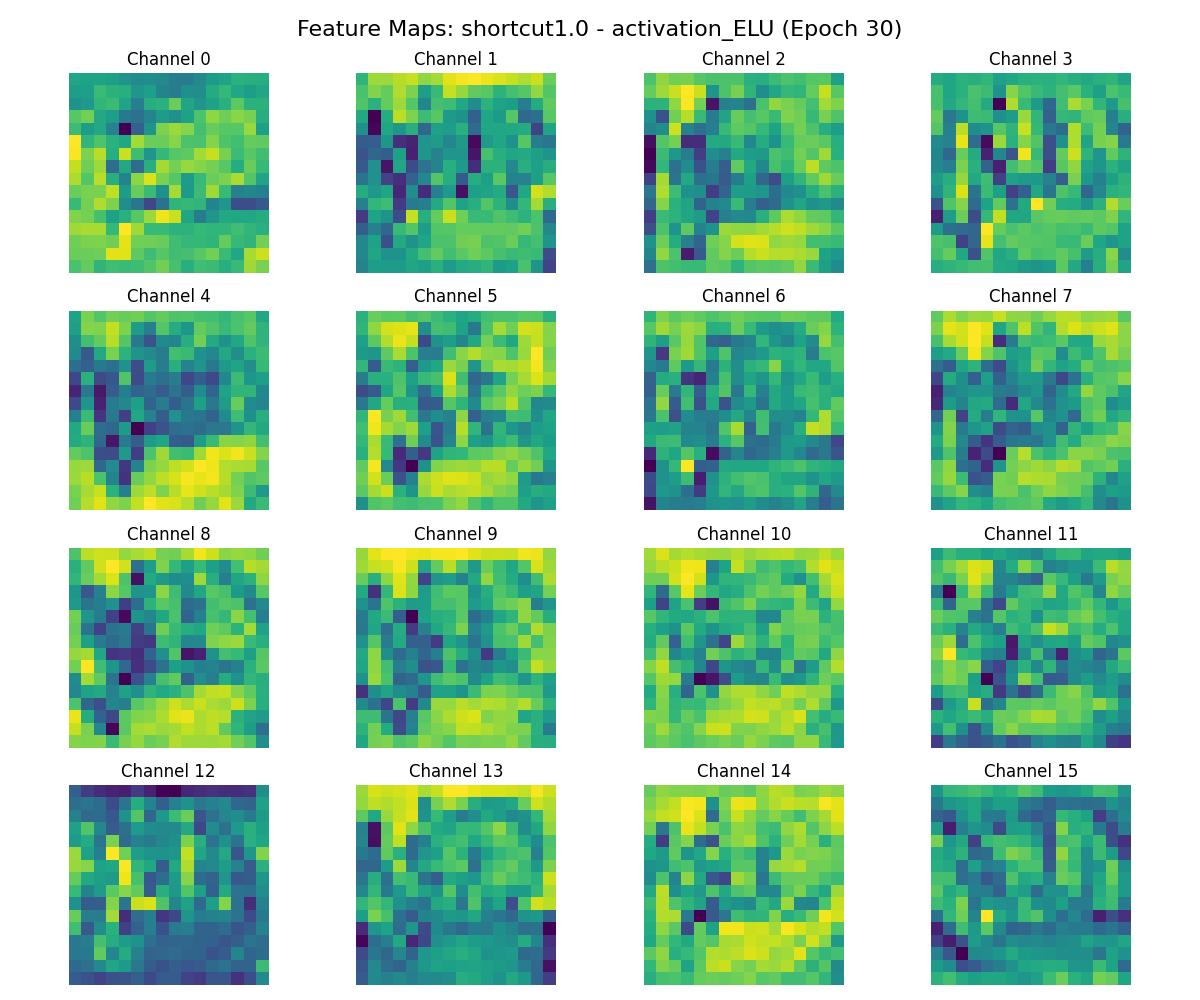 Feature Maps: shortcut1.0 - activation_ELU (Epoch 30)
Channel 0 Channel 1 Channel 2 Channel 3
Channel 4 Channel 5 Channel 6 Channel 7
Channel 8 Channel 9 Channel 10 Channel 11
Channel 12 Channel 13 Channel 14 Channel 15